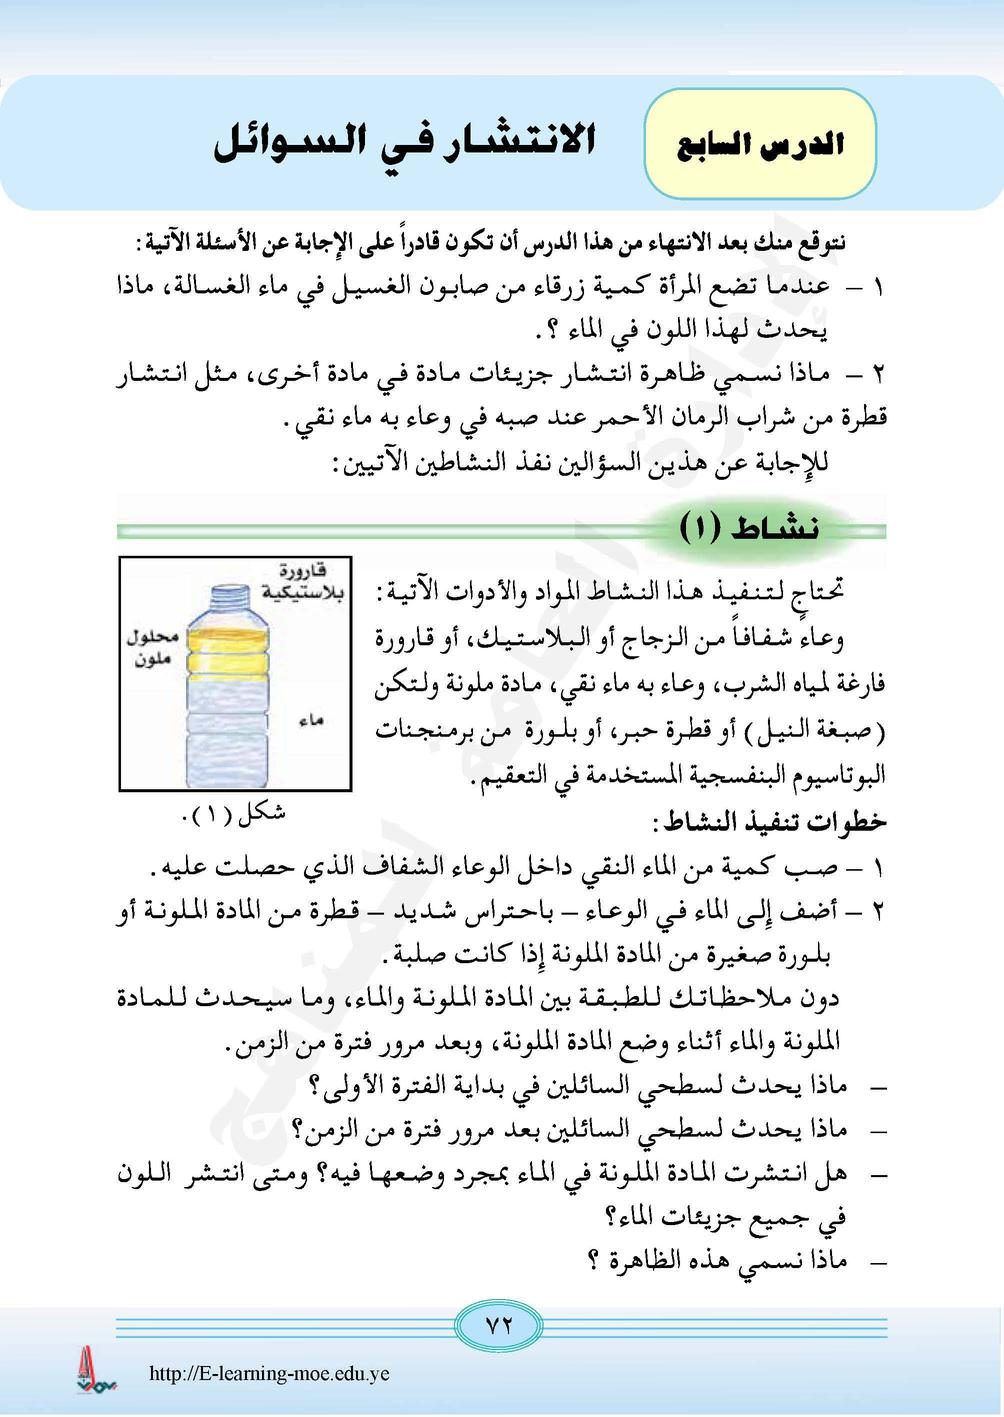 الدرس السابع
الانتشار في السوائل
نتوقع منك بعد الانتهاء من هذا الدرس أن تكون قادراً على الإجابة عن الأسئلة الآتية:
١ – عندما تضع المرأة كمية زرقاء من صابون الغسيل في ماء الغسالة، ماذا
يحدث لهذا اللون في الماء ؟.
٢ – ماذا نسمي ظاهرة انتشار جزيئات مادة في مادة أخرى، مثل انتشار
قطرة من شراب الرمان الأحمر عند صبه في وعاء به ماء نقي.
للإجابة عن هذين السؤالين نفذ النشاطين الآتيين:
نشاط (١)
تحتاج لتنفيذ هذا النشاط المواد والأدوات الآتية:
وعاءً شفافاً من الزجاج أو البلاستيك، أو قارورة
فارغة لمياه الشرب، وعاء به ماء نقي، مادة ملونة ولتكن
(صبغة النيل) أو قطرة حبر، أو بلورة من برمنجنات
البوتاسيوم البنفسجية المستخدمة في التعقيم.
قارورة
بلاستيكية
محلول
ملون
ماء
شكل (١).
خطوات تنفيذ النشاط:
١ – صب كمية من الماء النقي داخل الوعاء الشفاف الذي حصلت عليه.
٢ – أضف إلى الماء في الوعاء – باحتراس شديد – قطرة من المادة الملونة أو
بلورة صغيرة من المادة الملونة إذا كانت صلبة.
دون ملاحظاتك للطبقة بين المادة الملونة والماء، وما سيحدث للمادة
الملونة والماء أثناء وضع المادة الملونة، وبعد مرور فترة من الزمن.
– ماذا يحدث لسطحي السائلين في بداية الفترة الأولى؟
– ماذا يحدث لسطحي السائلين بعد مرور فترة من الزمن؟
– هل انتشرت المادة الملونة في الماء بمجرد وضعها فيه؟ ومتى انتشر اللون
في جميع جزيئات الماء؟
– ماذا نسمي هذه الظاهرة ؟
٧٢
http://E-learning-moe.edu.ye
الإدارة العامة للمناهج